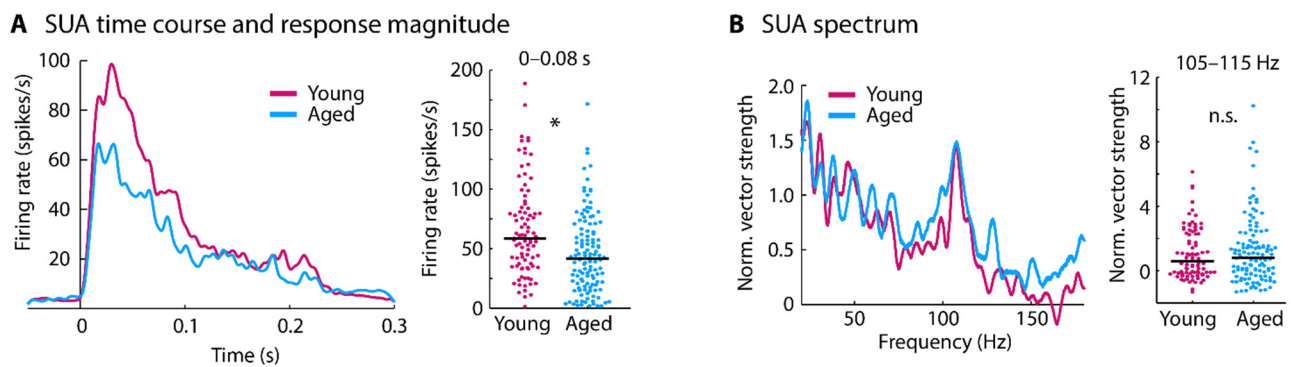 A SUA time course and response magnitude
Firing rate (spikes/s)
100
80
60
40
20
0
0.1
0.2
0.3
Time (s)
Young
Aged
0–0.08 s
Firing rate (spikes/s)
200
150
100
50
0
*
Young Aged
B SUA spectrum
Norm. vector strength
2.0
1.5
1.0
0.5
0
50
100
150
Frequency (Hz)
Young
Aged
105–115 Hz
Norm. vector strength
12
8
4
0
n.s.
Young Aged